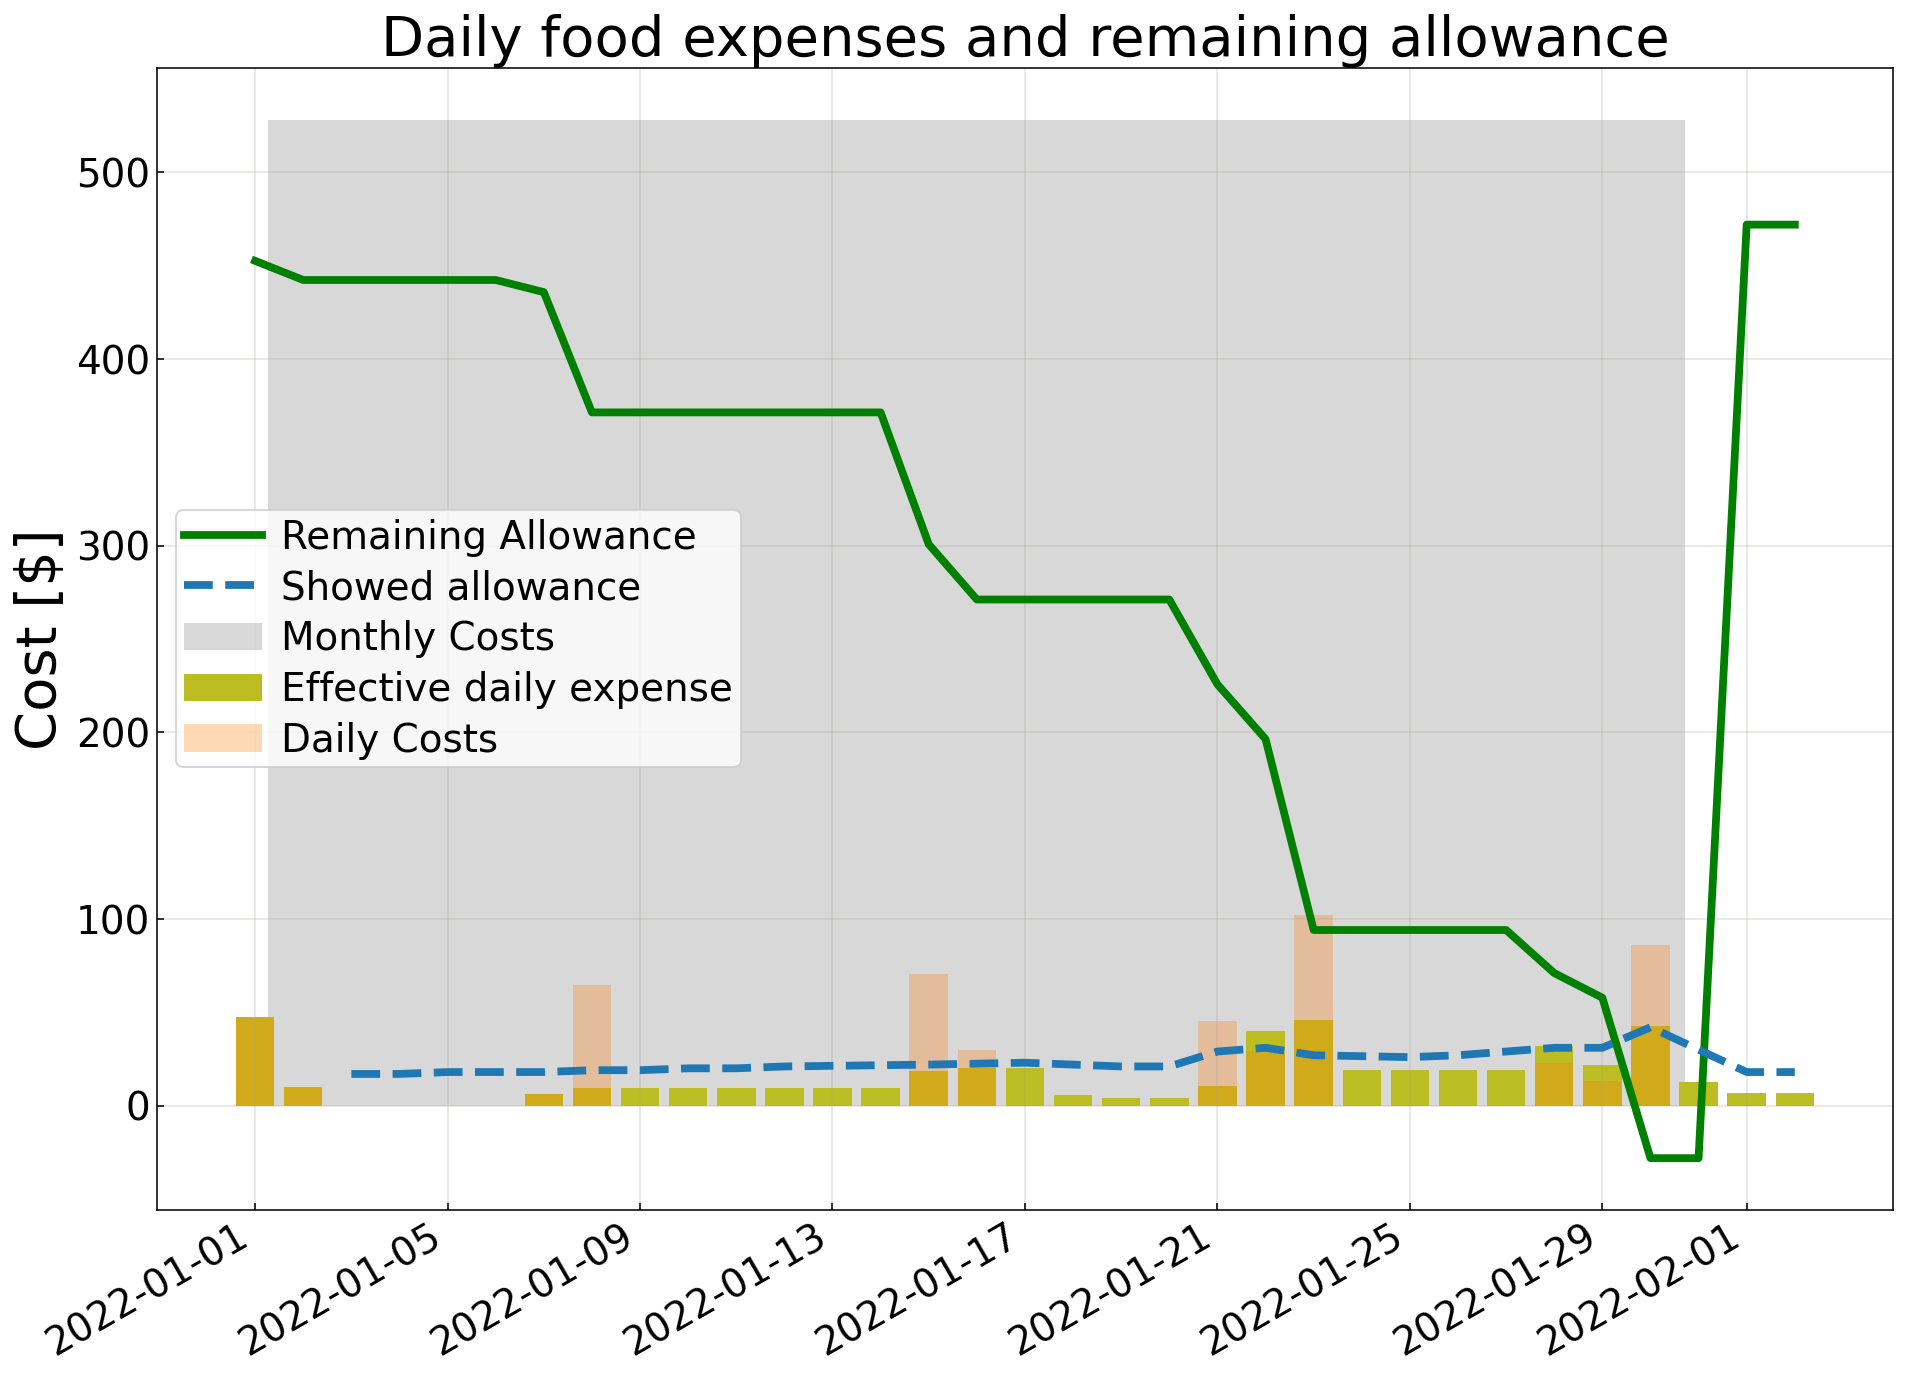 Daily food expenses and remaining allowance
Cost [$]
500
400
300
200
100
0
Remaining Allowance
Showed allowance
Monthly Costs
Effective daily expense
Daily Costs
2022-01-01
2022-01-05
2022-01-09
2022-01-13
2022-01-17
2022-01-21
2022-01-25
2022-01-29
2022-02-01